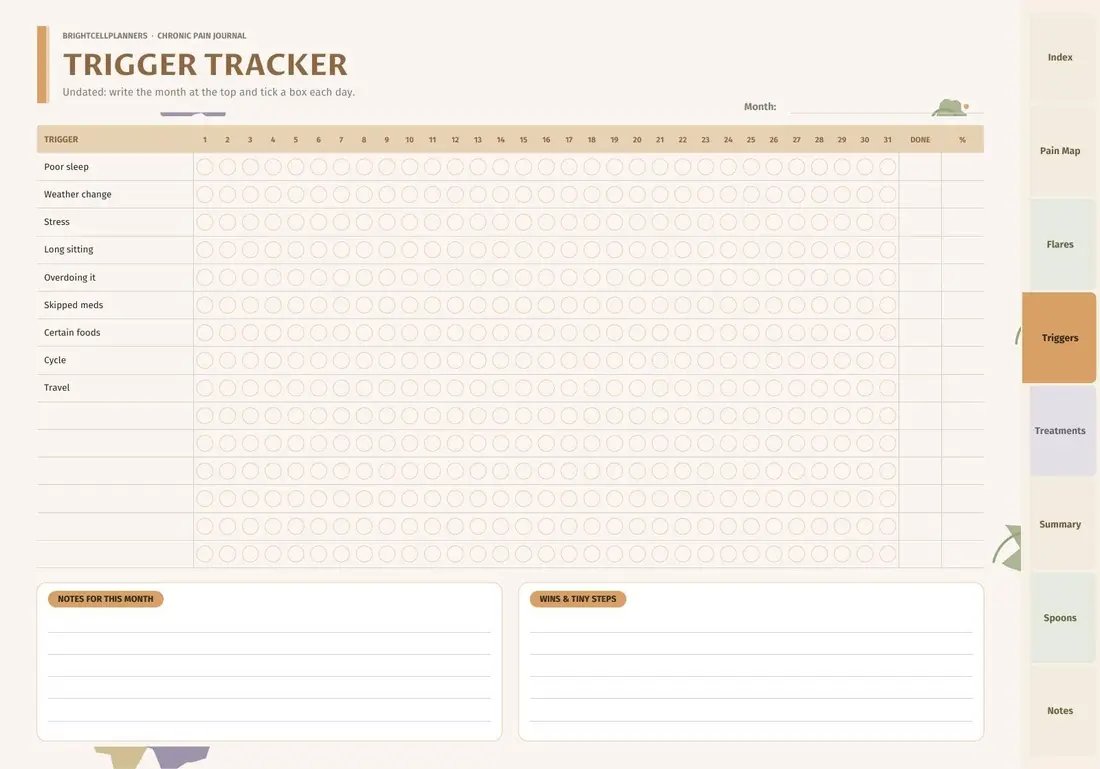 BRIGHTCELLPLANNERS · CHRONIC PAIN JOURNAL
TRIGGER TRACKER
Undated: write the month at the top and tick a box each day.
Month:
TRIGGER 1 2 3 4 5 6 7 8 9 10 11 12 13 14 15 16 17 18 19 20 21 22 23 24 25 26 27 28 29 30 31 DONE %
Poor sleep
Weather change
Stress
Long sitting
Overdoing it
Skipped meds
Certain foods
Cycle
Travel
NOTES FOR THIS MONTH
WINS & TINY STEPS
Index
Pain Map
Flares
Triggers
Treatments
Summary
Spoons
Notes